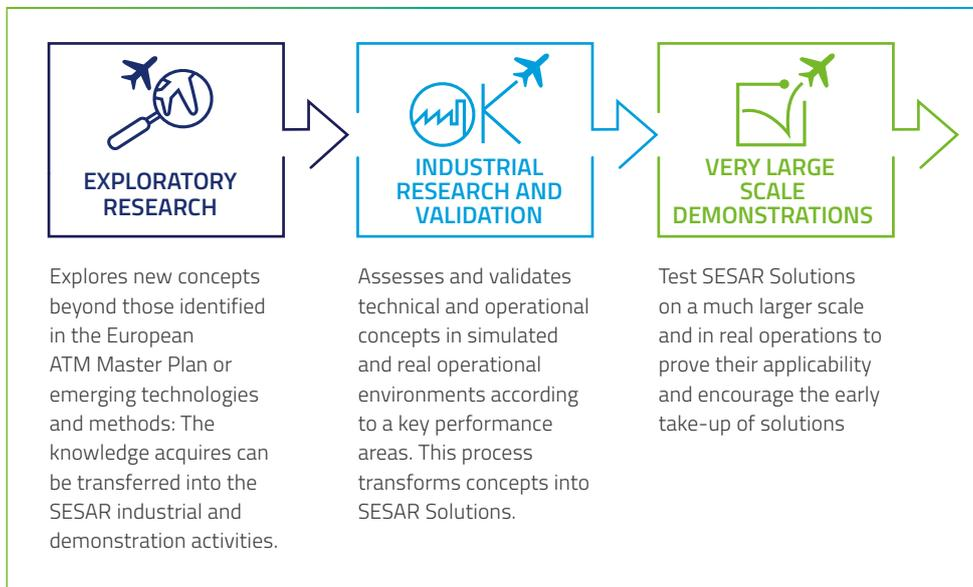 EXPLORATORY
RESEARCH
Explores new concepts
beyond those identified
in the European
ATM Master Plan or
emerging technologies
and methods: The
knowledge acquires can
be transferred into the
SESAR industrial and
demonstration activities.
INDUSTRIAL
RESEARCH AND
VALIDATION
Assesses and validates
technical and operational
concepts in simulated
and real operational
environments according
to a key performance
areas. This process
transforms concepts into
SESAR Solutions.
VERY LARGE
SCALE
DEMONSTRATIONS
Test SESAR Solutions
on a much larger scale
and in real operations to
prove their applicability
and encourage the early
take-up of solutions